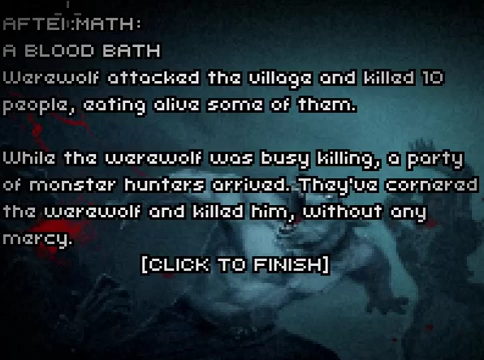 AFTERMATH:
A BLOOD BATH
Werewolf attacked the village and killed 10
people, eating alive some of them.
While the werewolf was busy killing, a party
of monster hunters arrived. They've cornered
the werewolf and killed him, without any
mercy.
[CLICK TO FINISH]